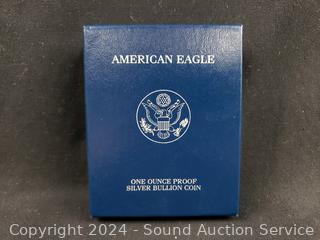 AMERICAN EAGLE
ONE OUNCE PROOF
SILVER BULLION COIN
Copyright © 2024 - Sound Auction Service